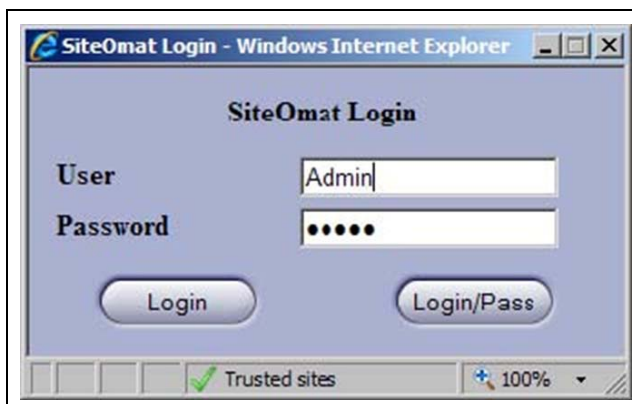 SiteOmat Login - Windows Internet Explorer
SiteOmat Login
User Admin
Password •••••
Login Login/Pass
Trusted sites 100%